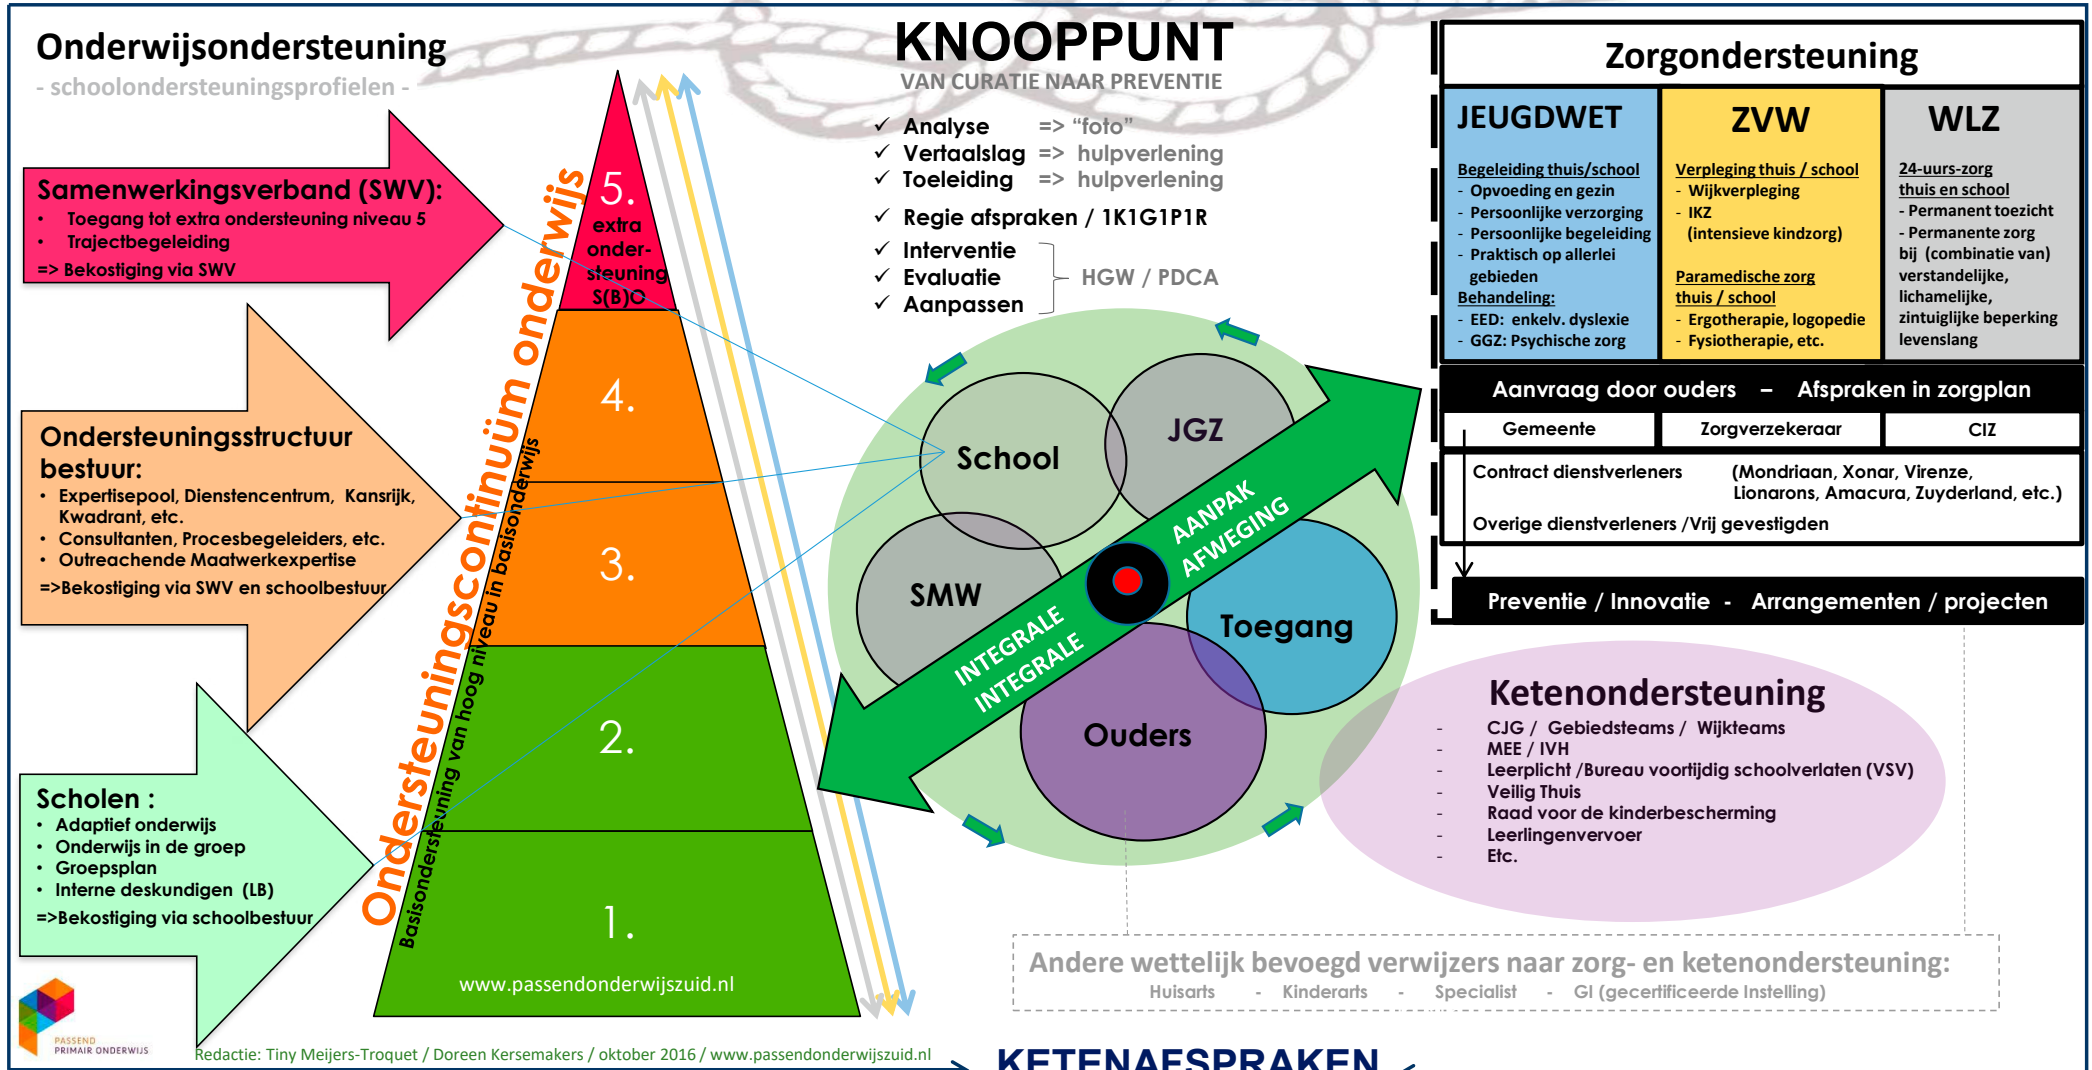 Onderwijsondersteuning
- schoolondersteuningsprofielen -
Samenwerkingsverband (SWV):
• Toegang tot extra ondersteuning niveau 5
• Trajectbegeleiding
=> Bekostiging via SWV
Ondersteuningsstructuur
bestuur:
• Expertisepool, Dienstencentrum, Kansrijk,
Kwadrant, etc.
• Consultanten, Procesbegeleiders, etc.
• Outreachende Maatwerkexpertise
=>Bekostiging via SWV en schoolbestuur
Scholen :
• Adaptief onderwijs
• Onderwijs in de groep
• Groepsplan
• Interne deskundigen (LB)
=>Bekostiging via schoolbestuur
Ondersteuningscontinuüm onderwijs
Basisondersteuning van hoog niveau in basisonderwijs
5.
extra
onder-
steuning
S(B)O
4.
3.
2.
1.
www.passendonderwijszuid.nl
KNOOPPUNT
VAN CURATIE NAAR PREVENTIE
✓ Analyse => “foto”
✓ Vertaalslag => hulpverlening
✓ Toeleiding => hulpverlening
✓ Regie afspraken / 1K1G1P1R
✓ Interventie
✓ Evaluatie HGW / PDCA
✓ Aanpassen
School
JGZ
SMW
Toegang
Ouders
INTEGRALE AANPAK
INTEGRALE AFWEGING
Zorgondersteuning
JEUGDWET
Begeleiding thuis/school
- Opvoeding en gezin
- Persoonlijke verzorging
- Persoonlijke begeleiding
- Praktisch op allerlei
gebieden
Behandeling:
- EED: enkelv. dyslexie
- GGZ: Psychische zorg
ZVW
Verpleging thuis / school
- Wijkverpleging
- IKZ
(intensieve kindzorg)
Paramedische zorg
thuis / school
- Ergotherapie, logopedie
- Fysiotherapie, etc.
WLZ
24-uurs-zorg
thuis en school
- Permanent toezicht
- Permanente zorg
bij (combinatie van)
verstandelijke,
lichamelijke,
zintuiglijke beperking
levenslang
Aanvraag door ouders – Afspraken in zorgplan
Gemeente Zorgverzekeraar CIZ
Contract dienstverleners (Mondriaan, Xonar, Virenze,
Lionarons, Amacura, Zuyderland, etc.)
Overige dienstverleners /Vrij gevestigden
Preventie / Innovatie - Arrangementen / projecten
Ketenondersteuning
- CJG / Gebiedsteams / Wijkteams
- MEE / IVH
- Leerplicht /Bureau voortijdig schoolverlaten (VSV)
- Veilig Thuis
- Raad voor de kinderbescherming
- Leerlingenvervoer
- Etc.
Andere wettelijk bevoegd verwijzers naar zorg- en ketenondersteuning:
Huisarts - Kinderarts - Specialist - GI (gecertificeerde Instelling)
PASSEND
PRIMAIR ONDERWIJS
Redactie: Tiny Meijers-Troquet / Doreen Kersemakers / oktober 2016 / www.passendonderwijszuid.nl
KETENAFSPRAKEN